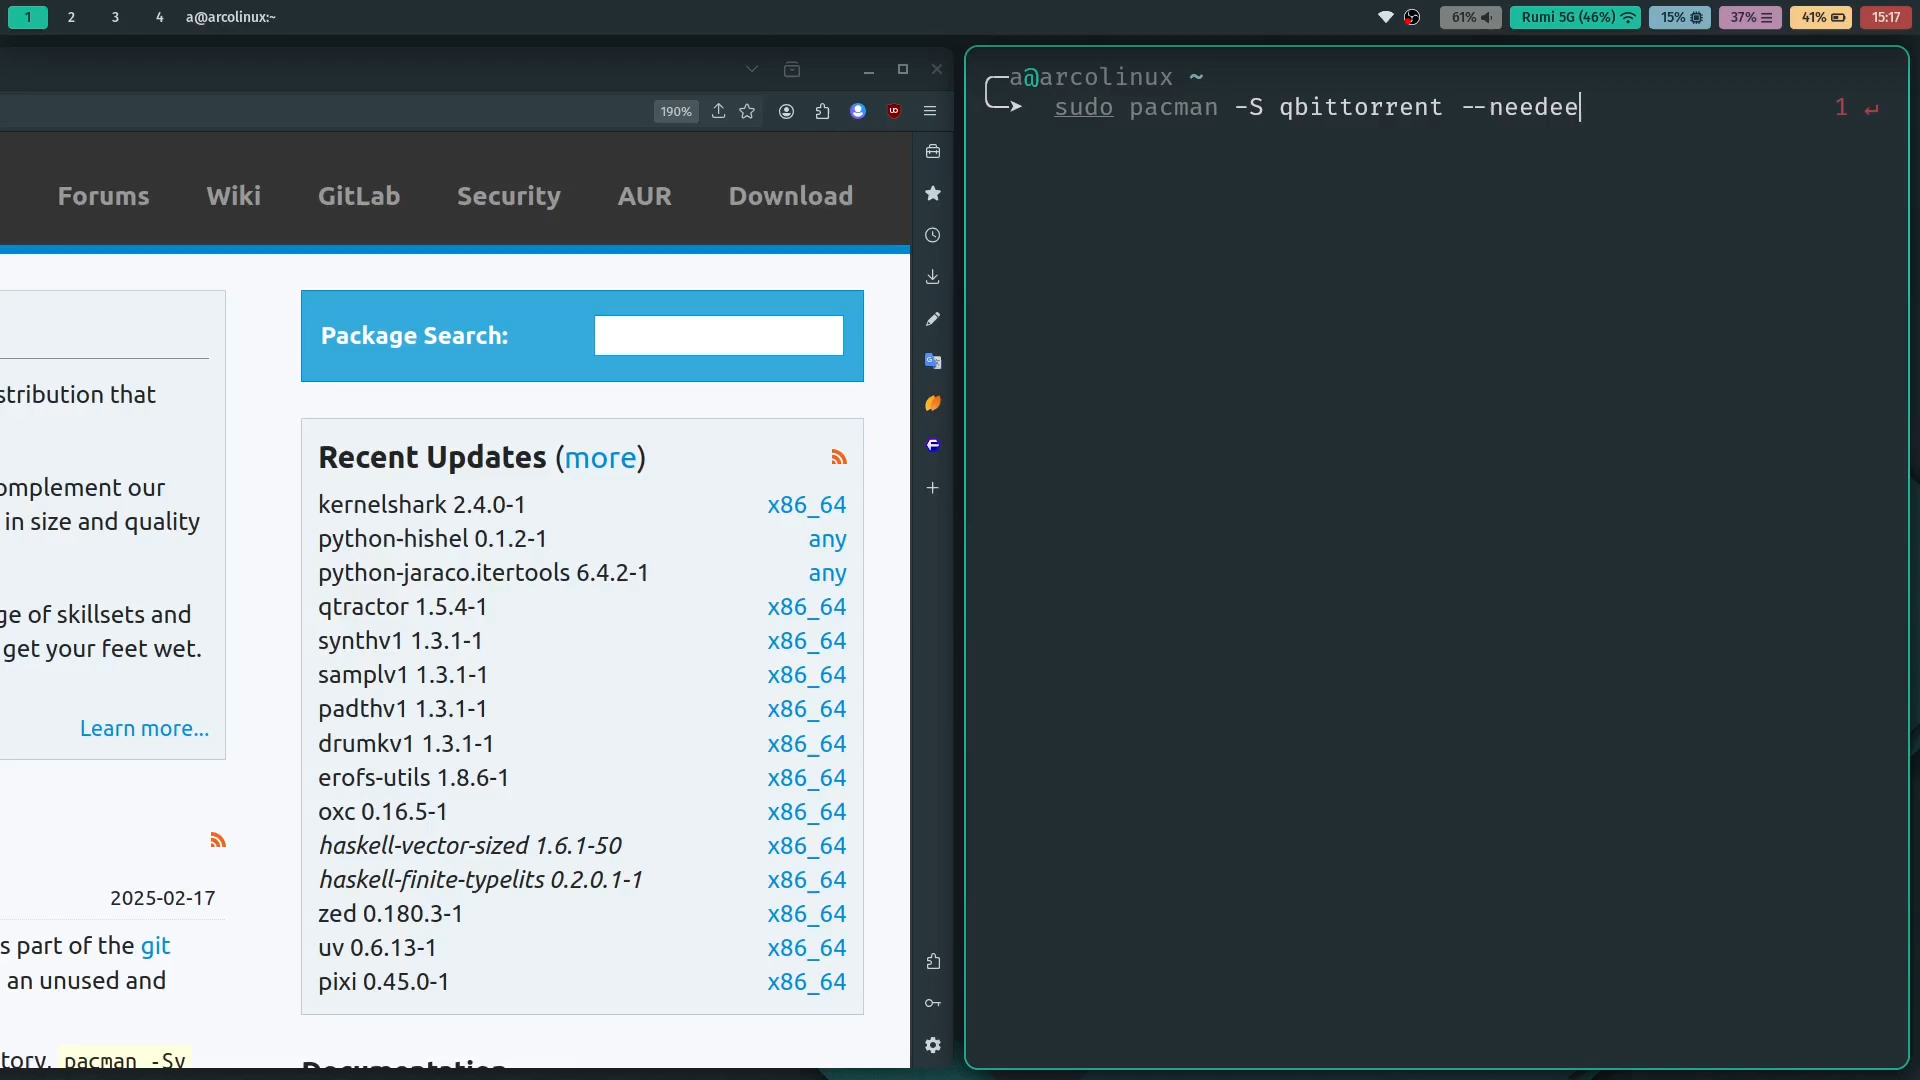 1 2 3 4 a@arcolinux:~ 61% Rumi 5G (46%) 15% 37% 41% 15:17
190%
Forums Wiki GitLab Security AUR Download
Package Search:
stribution that
omplement our
in size and quality
ge of skillsets and
get your feet wet.
Learn more...
2025-02-17
s part of the git
an unused and
tory. pacman -Sy
Recent Updates (more)
kernelshark 2.4.0-1 x86_64
python-hishel 0.1.2-1 any
python-jaraco.itertools 6.4.2-1 any
qtractor 1.5.4-1 x86_64
synthv1 1.3.1-1 x86_64
samplv1 1.3.1-1 x86_64
padthv1 1.3.1-1 x86_64
drumkv1 1.3.1-1 x86_64
erofs-utils 1.8.6-1 x86_64
oxc 0.16.5-1 x86_64
haskell-vector-sized 1.6.1-50 x86_64
haskell-finite-typelits 0.2.0.1-1 x86_64
zed 0.180.3-1 x86_64
uv 0.6.13-1 x86_64
pixi 0.45.0-1 x86_64
Documentation
a@arcolinux ~
sudo pacman -S qbittorrent --needee 1 ↵